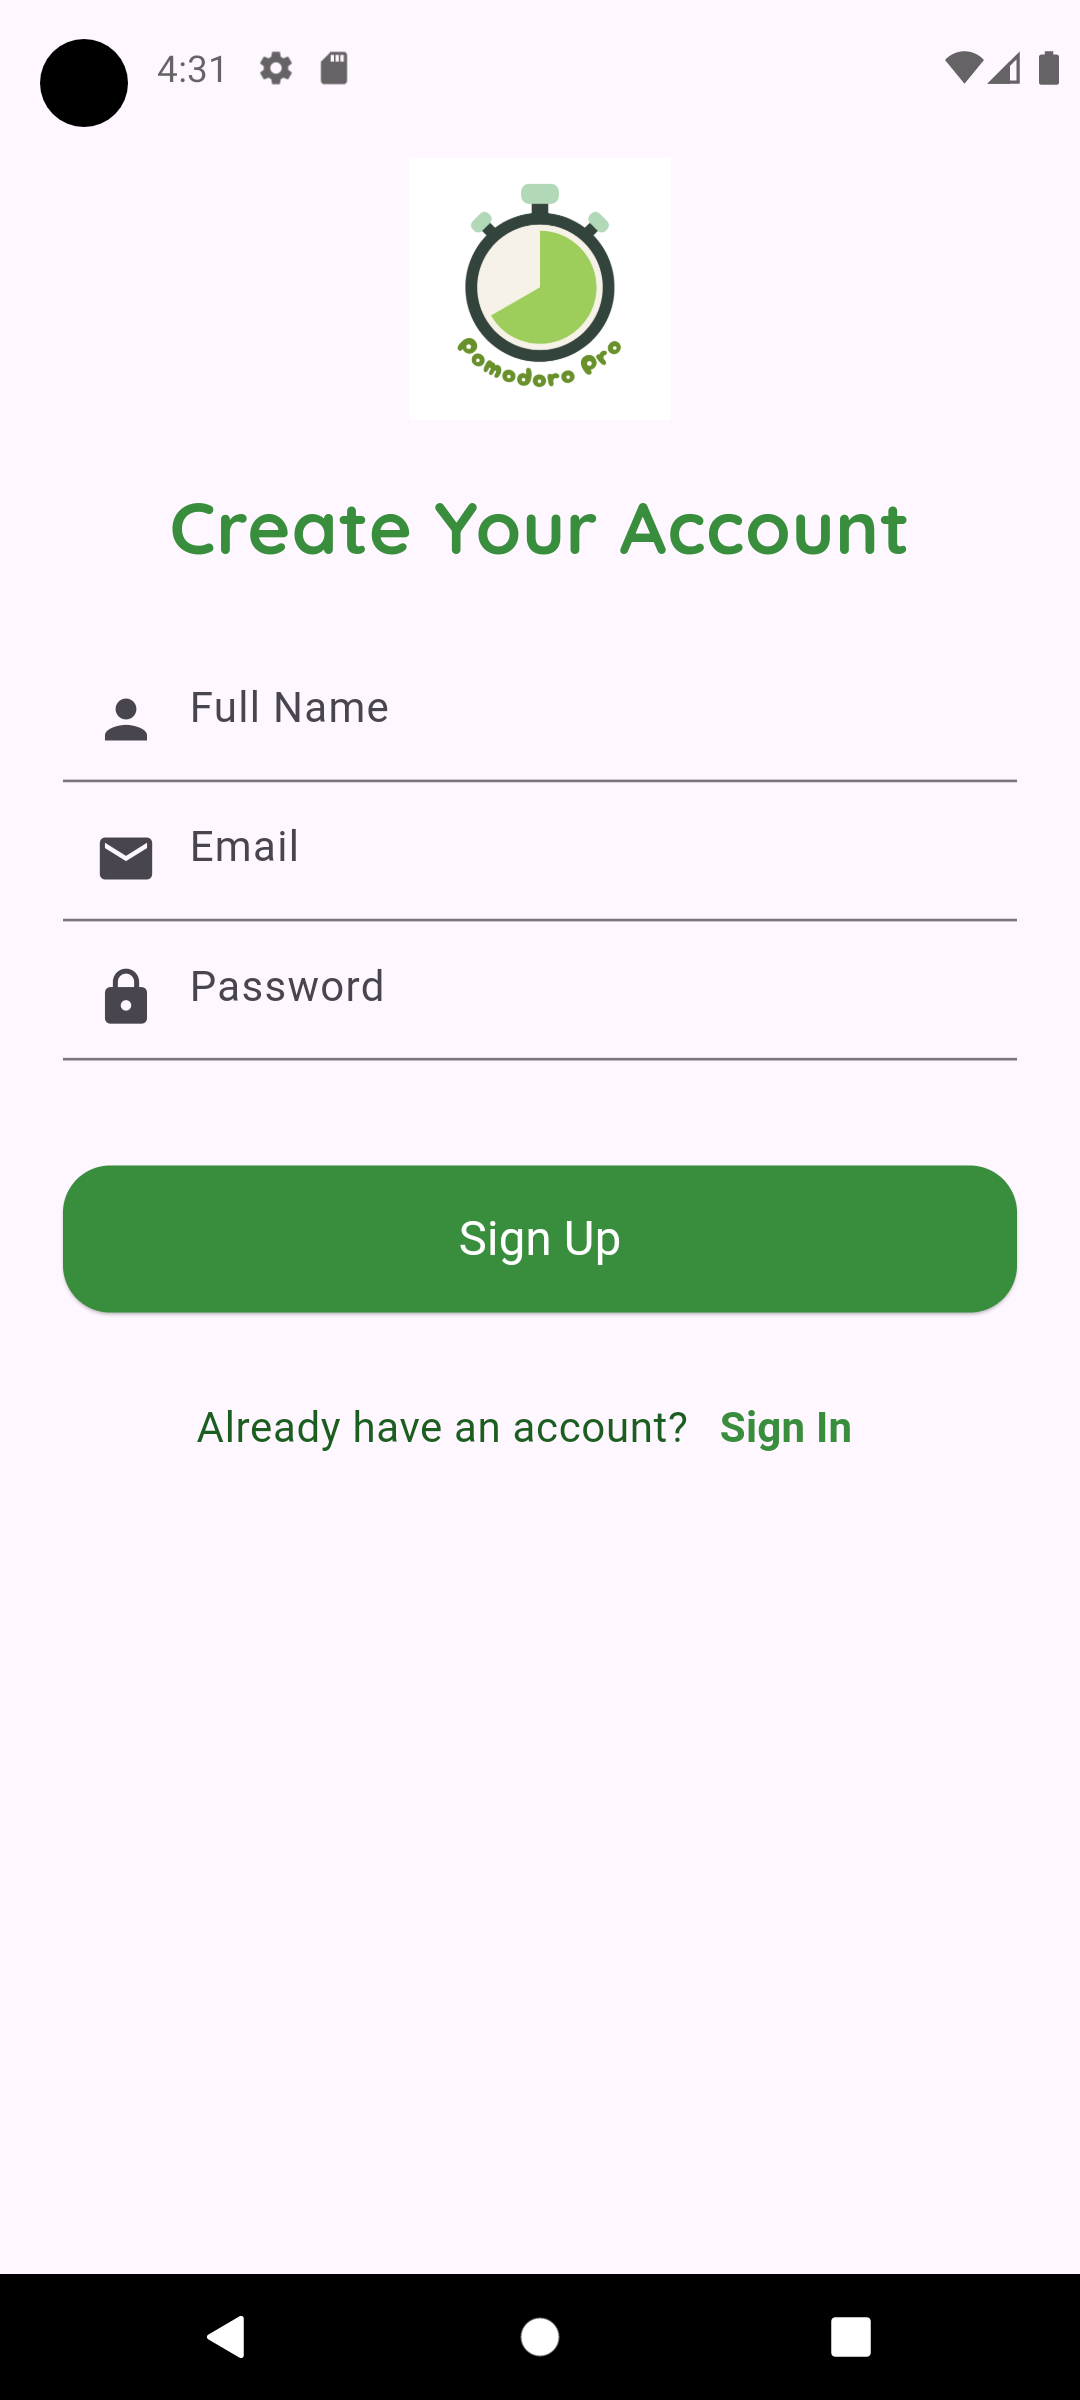 4:31
Pomodoro Pro
Create Your Account
Full Name
Email
Password
Sign Up
Already have an account? Sign In